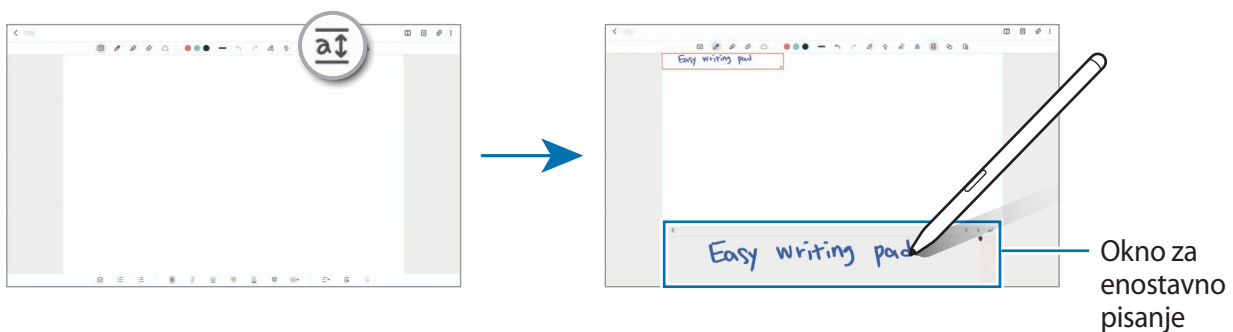 a
Easy writing pad
Easy writing pad
Okno za
enostavno
pisanje